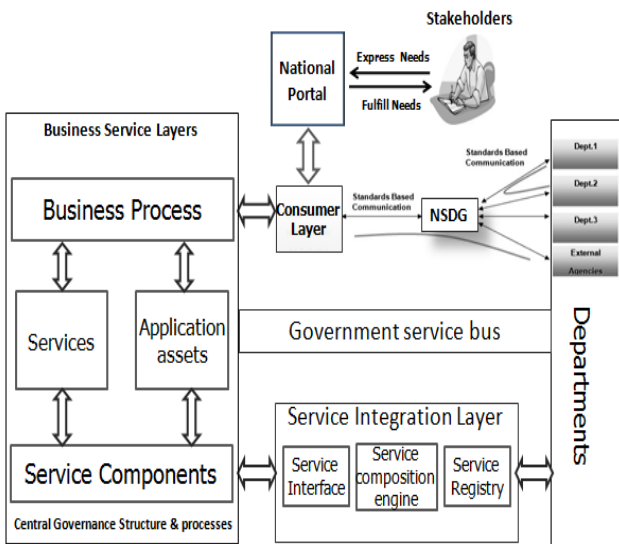 Stakeholders
National
Portal
Express Needs
Fulfill Needs
Business Service Layers
Business Process
Consumer
Layer
Standards Based
Communication
NSDG
Standards Based
Communication
Dept.1
Dept.2
Dept.3
External
Agencies
Services
Application
assets
Government service bus
Departments
Service Integration Layer
Service
Interface
Service
composition
engine
Service
Registry
Service Components
Central Governance Structure & processes